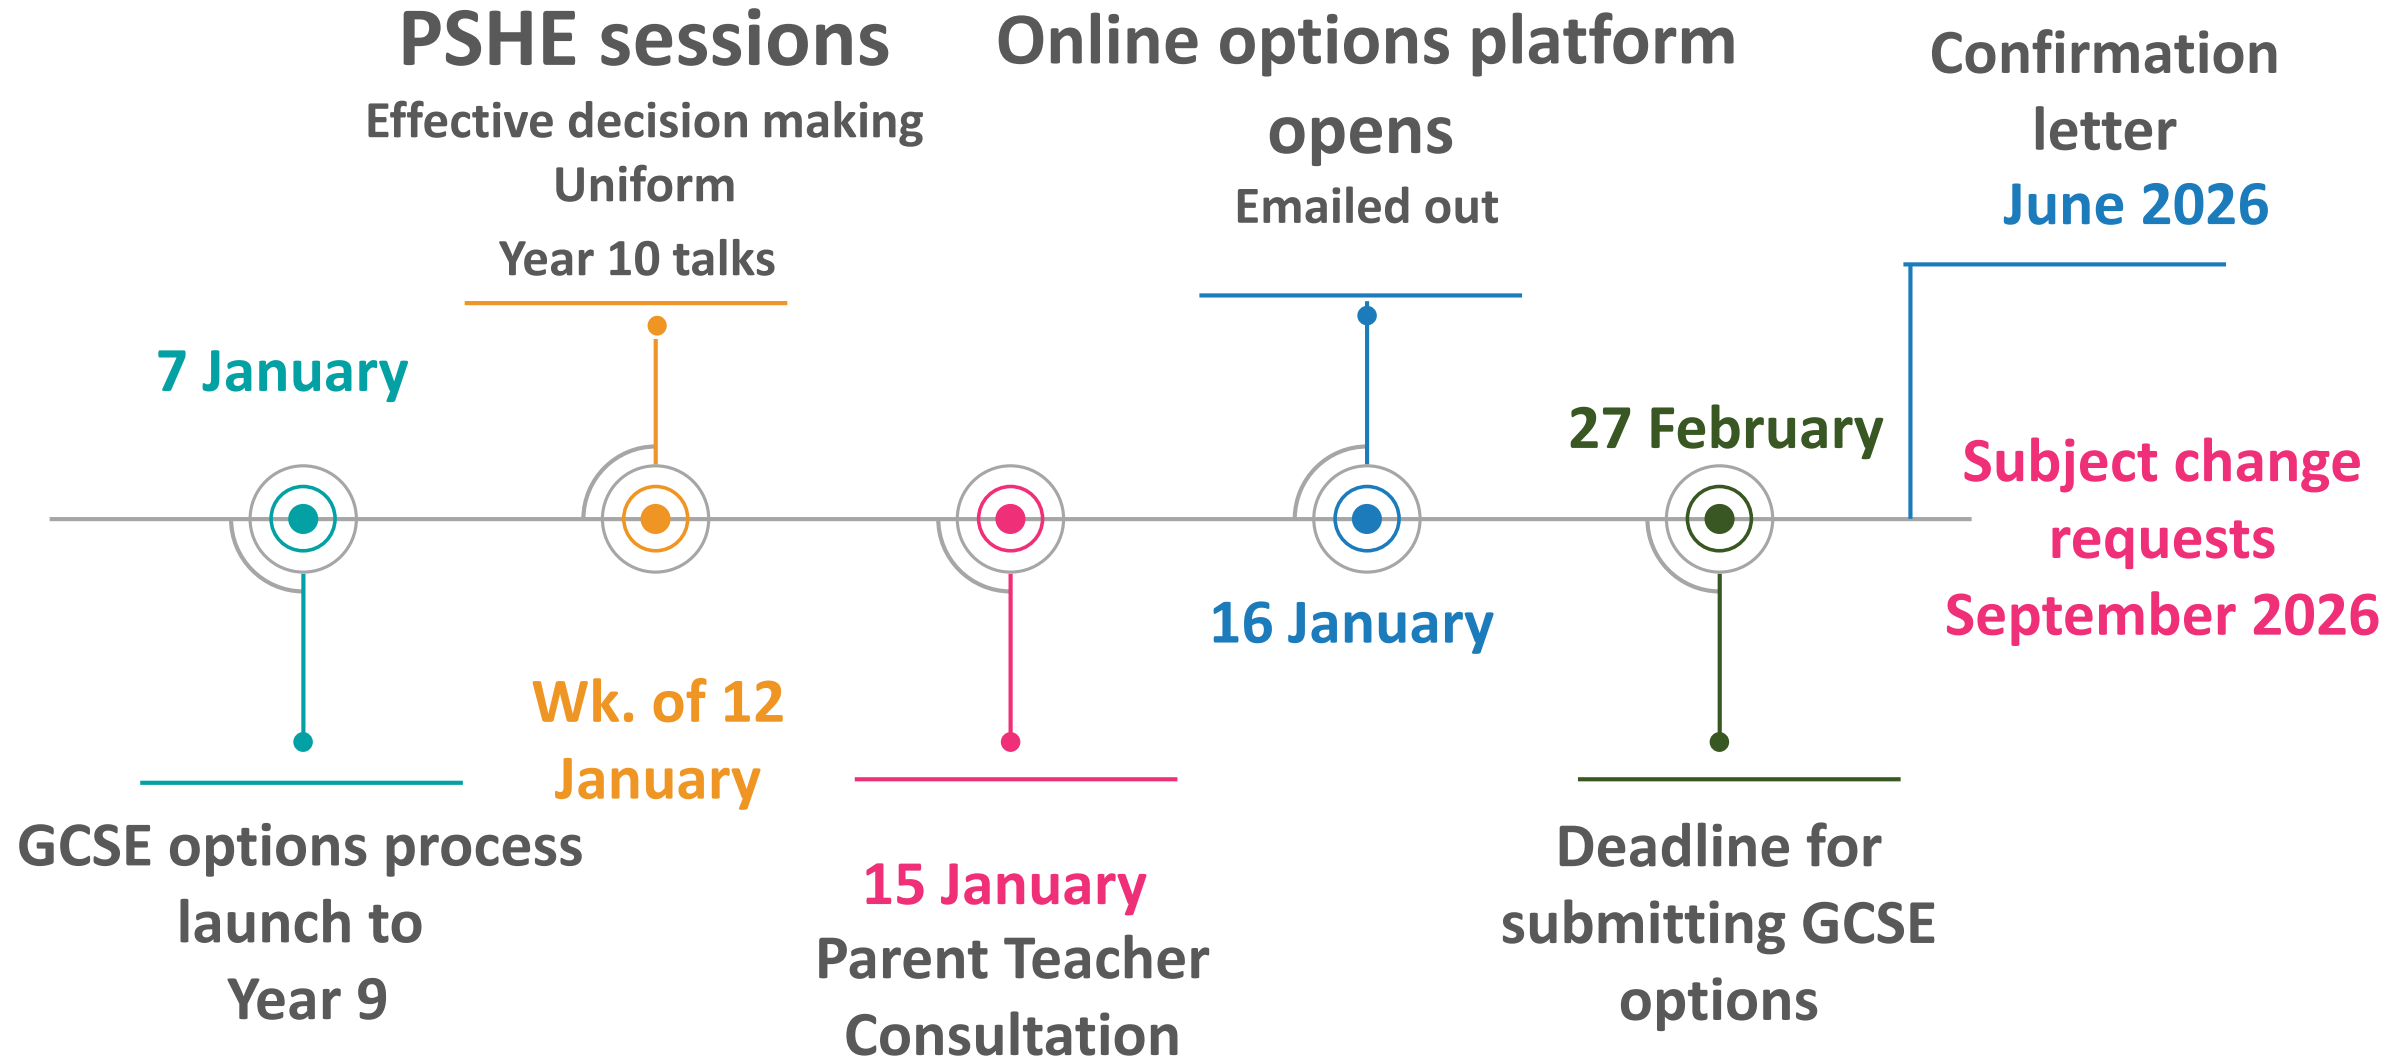 PSHE sessions
Effective decision making
Uniform
Year 10 talks
Online options platform
opens
Emailed out
Confirmation
letter
June 2026
7 January
27 February
Subject change
requests
September 2026
16 January
Wk. of 12
January
GCSE options process
launch to
Year 9
15 January
Parent Teacher
Consultation
Deadline for
submitting GCSE
options